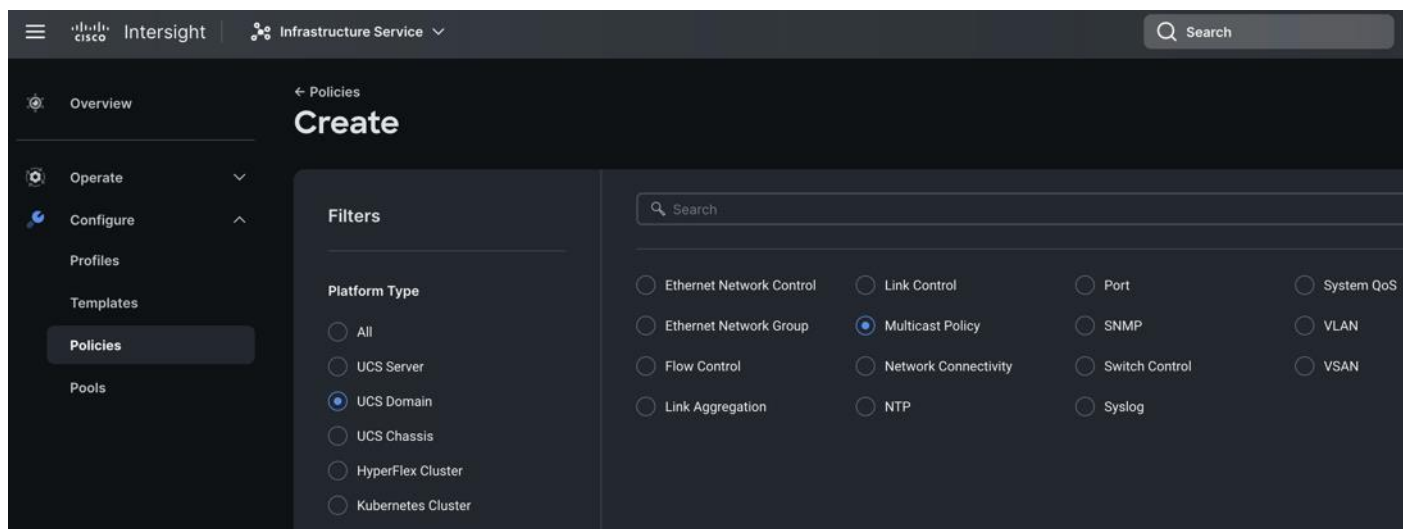 cisco Intersight Infrastructure Service Search
Overview
Operate
Configure
Profiles
Templates
Policies
Pools
← Policies
Create
Filters
Platform Type
All
UCS Server
UCS Domain
UCS Chassis
HyperFlex Cluster
Kubernetes Cluster
Search
Ethernet Network Control Link Control Port System QoS
Ethernet Network Group Multicast Policy SNMP VLAN
Flow Control Network Connectivity Switch Control VSAN
Link Aggregation NTP Syslog